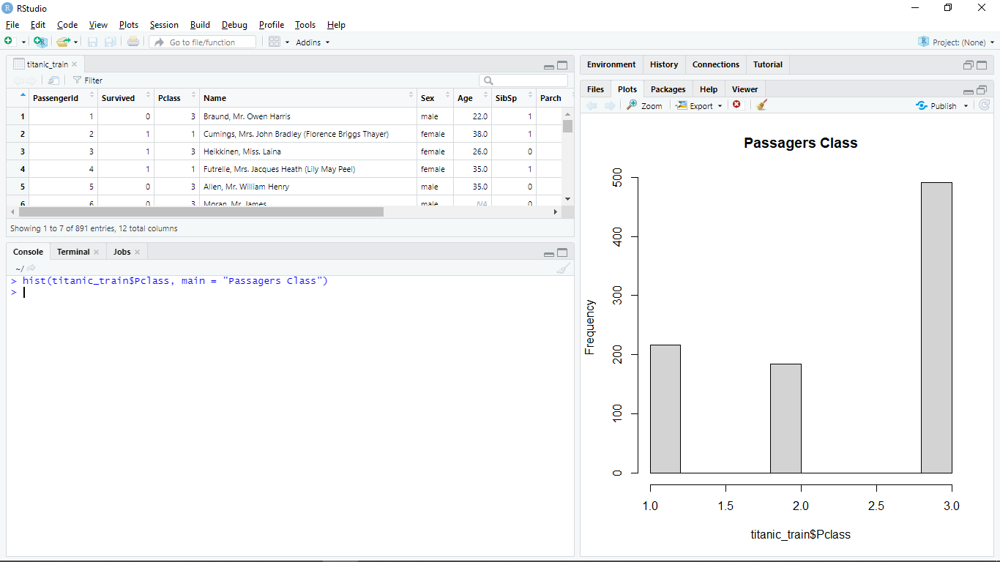 RStudio
File Edit Code View Plots Session Build Debug Profile Tools Help
Go to file/function Addins Project: (None)
titanic_train
Filter
PassengerId Survived Pclass Name Sex Age SibSp Parch
1 1 0 3 Braund, Mr. Owen Harris male 22.0 1
2 2 1 1 Cumings, Mrs. John Bradley (Florence Briggs Thayer) female 38.0 1
3 3 1 3 Heikkinen, Miss. Laina female 26.0 0
4 4 1 1 Futrelle, Mrs. Jacques Heath (Lily May Peel) female 35.0 1
5 5 0 3 Allen, Mr. William Henry male 35.0 0
6 6 0 3 Moran, Mr. James male NA 0
Showing 1 to 7 of 891 entries, 12 total columns
Console Terminal Jobs
~/
> hist(titanic_train$Pclass, main = "Passagers Class")
>
Environment History Connections Tutorial
Files Plots Packages Help Viewer
Zoom Export Publish
Passagers Class
Frequency
500
400
300
200
100
0
1.0 1.5 2.0 2.5 3.0
titanic_train$Pclass